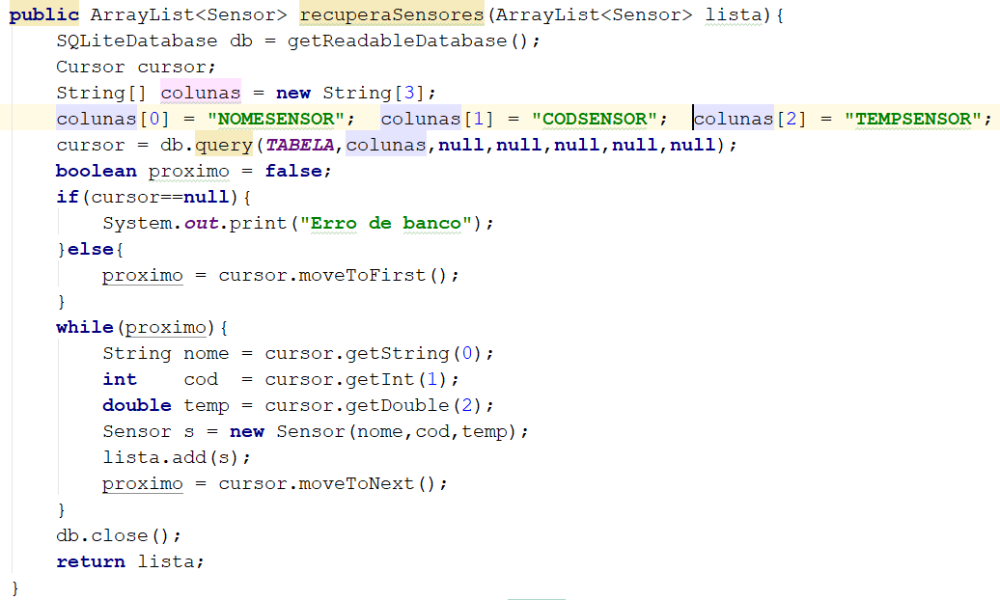 public ArrayList<Sensor> recuperaSensores(ArrayList<Sensor> lista){
    SQLiteDatabase db = getReadableDatabase();
    Cursor cursor;
    String[] colunas = new String[3];
    colunas[0] = "NOMESENSOR";  colunas[1] = "CODSENSOR";  colunas[2] = "TEMPSENSOR";
    cursor = db.query(TABELA,colunas,null,null,null,null,null);
    boolean proximo = false;
    if(cursor==null){
        System.out.print("Erro de banco");
    }else{
        proximo = cursor.moveToFirst();
    }
    while(proximo){
        String nome = cursor.getString(0);
        int    cod  = cursor.getInt(1);
        double temp = cursor.getDouble(2);
        Sensor s = new Sensor(nome,cod,temp);
        lista.add(s);
        proximo = cursor.moveToNext();
    }
    db.close();
    return lista;
}